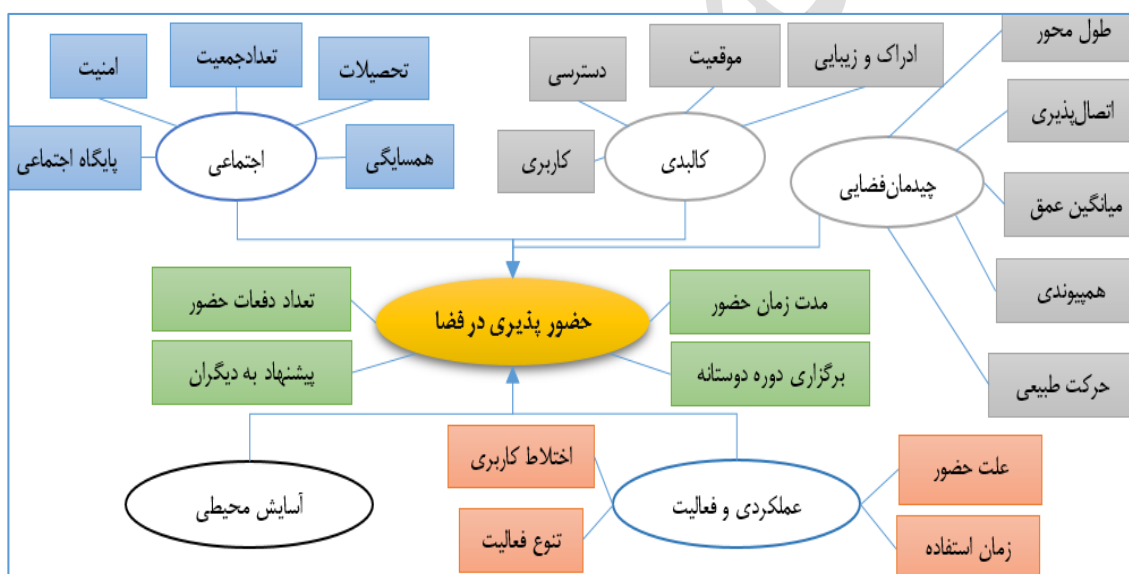 طول محور
ادراک و زیبایی
موقعیت
دسترسی
تحصیلات
تعدادجمعیت
امنیت
اتصال‌پذیری
کالبدی
کاربری
همسایگی
اجتماعی
پایگاه اجتماعی
چیدمان‌فضایی
میانگین عمق
همپیوندی
مدت زمان حضور
حضور پذیری در فضا
تعداد دفعات حضور
برگزاری دوره دوستانه
پیشنهاد به دیگران
حرکت طبیعی
علت حضور
اختلاط کاربری
عملکردی و فعالیت
آسایش محیطی
زمان استفاده
تنوع فعالیت